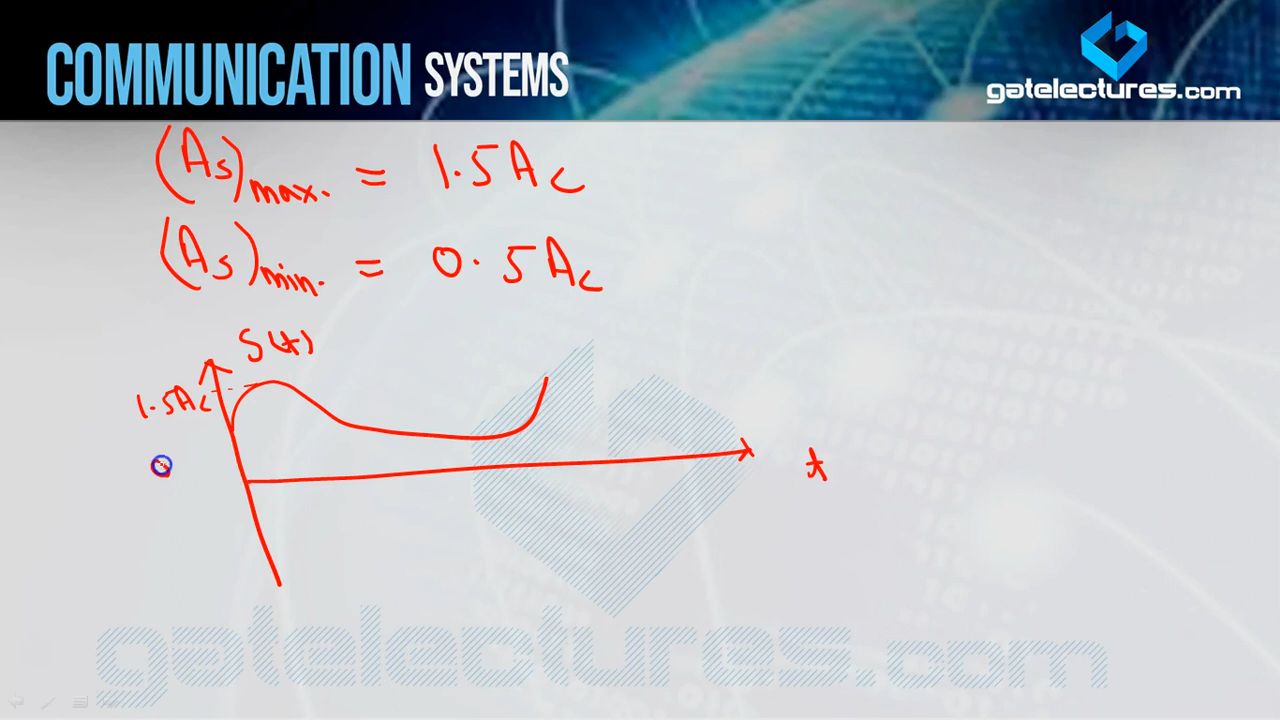 COMMUNICATION SYSTEMS
gatelectures.com
(As)max. = 1.5Ac
(As)min. = 0.5Ac
S(t)
1.5Ac
t
gatelectures.com